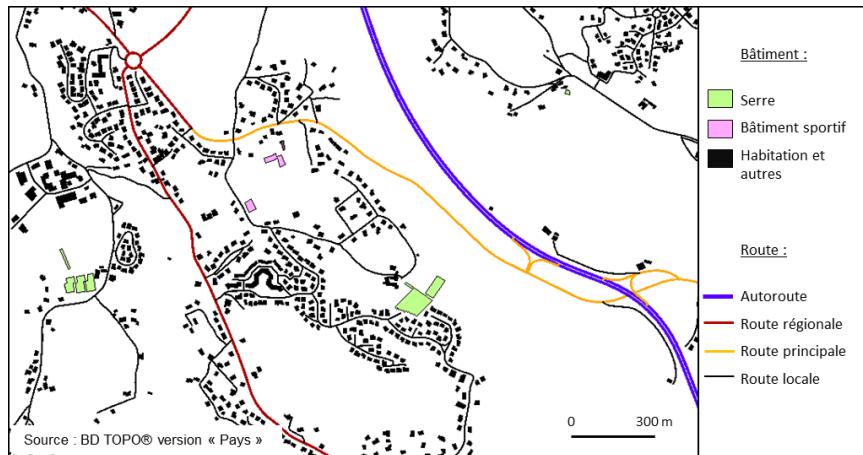 Bâtiment :
Serre
Bâtiment sportif
Habitation et
autres
Route :
Autoroute
Route régionale
Route principale
Route locale
0 300 m
Source : BD TOPO® version « Pays »